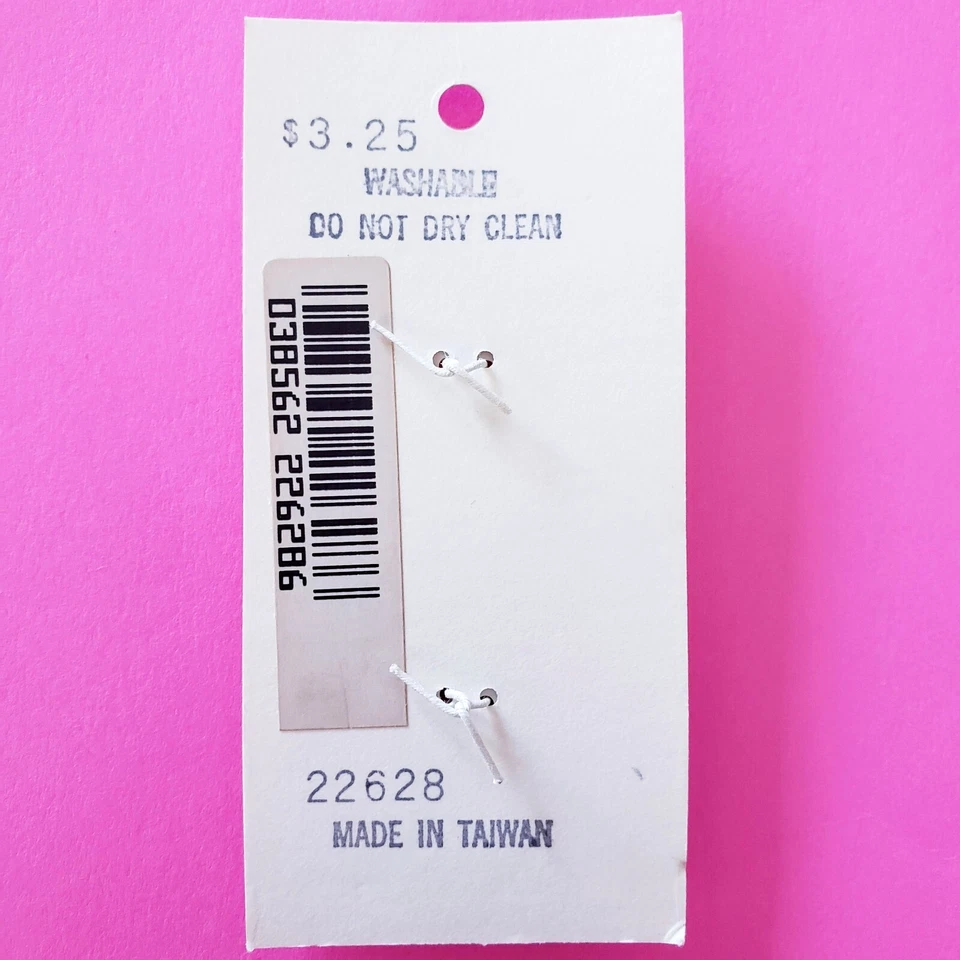 $3.25
WASHABLE
DO NOT DRY CLEAN
038562 226286
22628
MADE IN TAIWAN